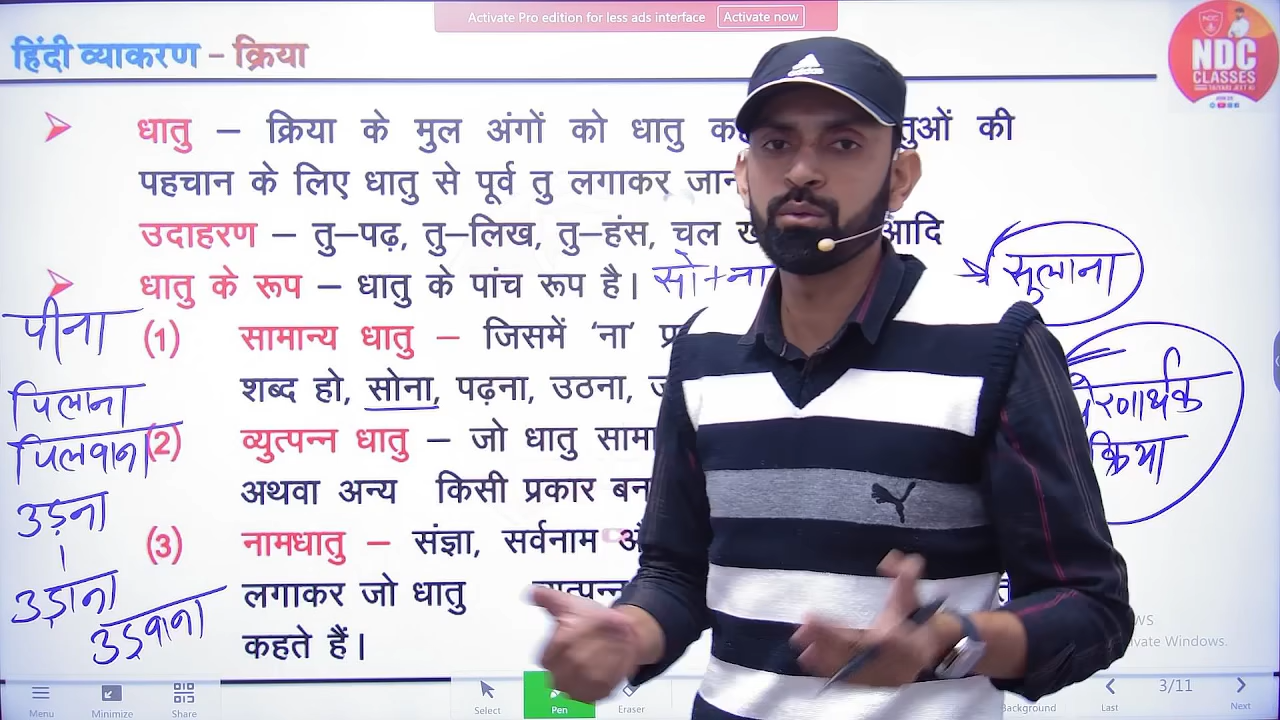 Activate Pro edition for less ads interface Activate now
हिंदी व्याकरण – क्रिया
NDC
NDC
CLASSES
धातु – क्रिया के मुल अंगों को धातु की
पहचान के लिए धातु से पूर्व तु लगाकर
उदाहरण – तु–पढ़, तु–लिख, तु–हंस, चल आदि
धातु के रूप – धातु के पांच रूप है। सो+ना
सुलाना
पीना
(1) सामान्य धातु – जिसमें ‘ना’
शब्द हो, सोना, पढ़ना, उठना,
पिलाना
क्रिया
पिलवाना
(2) व्युत्पन्न धातु – जो धातु
अथवा अन्य किसी प्रकार
उड़ना
(3) नामधातु – संज्ञा, सर्वनाम
लगाकर जो धातु
उड़ाना
उड़वाना
कहते हैं।
Windows.
Menu Minimize Share Select Pen Eraser Background Last 3/11 Next